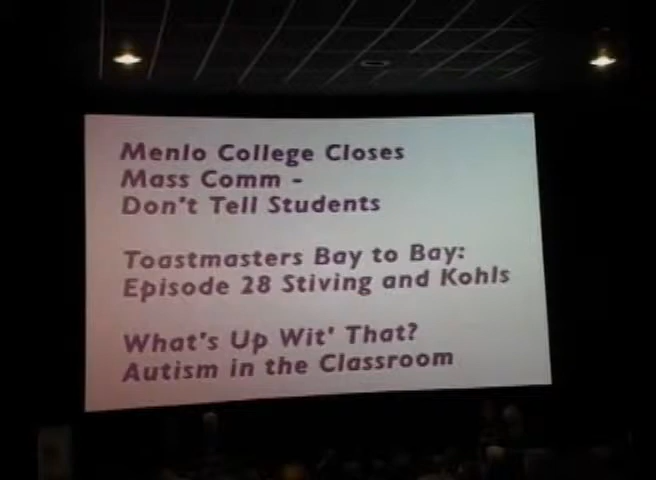 Menlo College Closes
Mass Comm -
Don't Tell Students
Toastmasters Bay to Bay:
Episode 28 Stiving and Kohls
What's Up Wit' That?
Autism in the Classroom